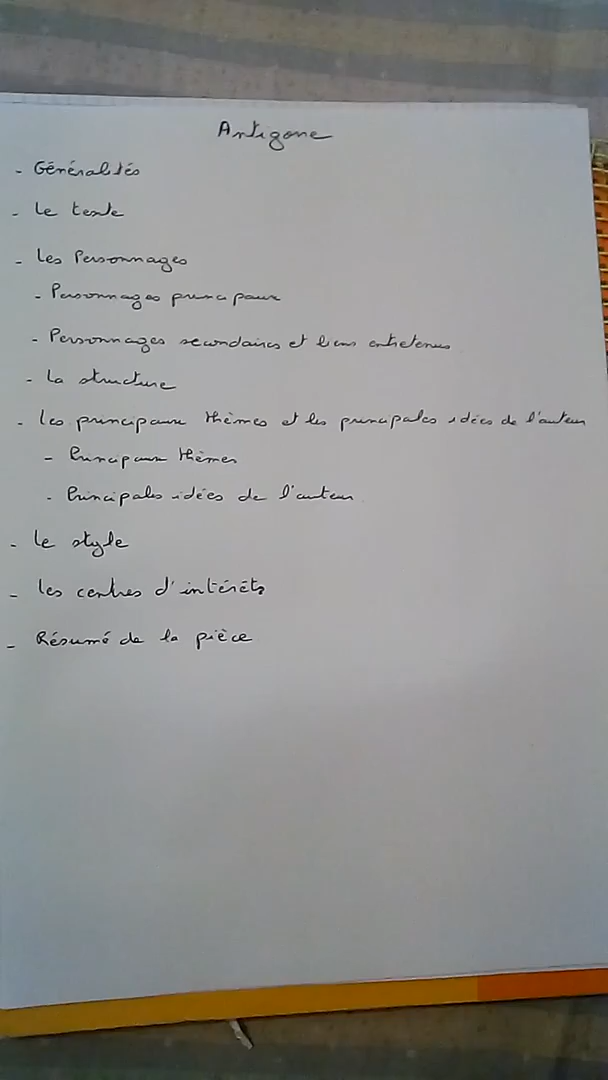 Antigone
- Généralités
- Le texte
- Les Personnages
- Personnages principaux
- Personnages secondaires et liens entretenus
- La structure
- Les principaux thèmes et les principales idées de l'auteur
- Principaux thèmes
- Principales idées de l'auteur.
- Le style
- Les centres d'intérêts
- Résumé de la pièce